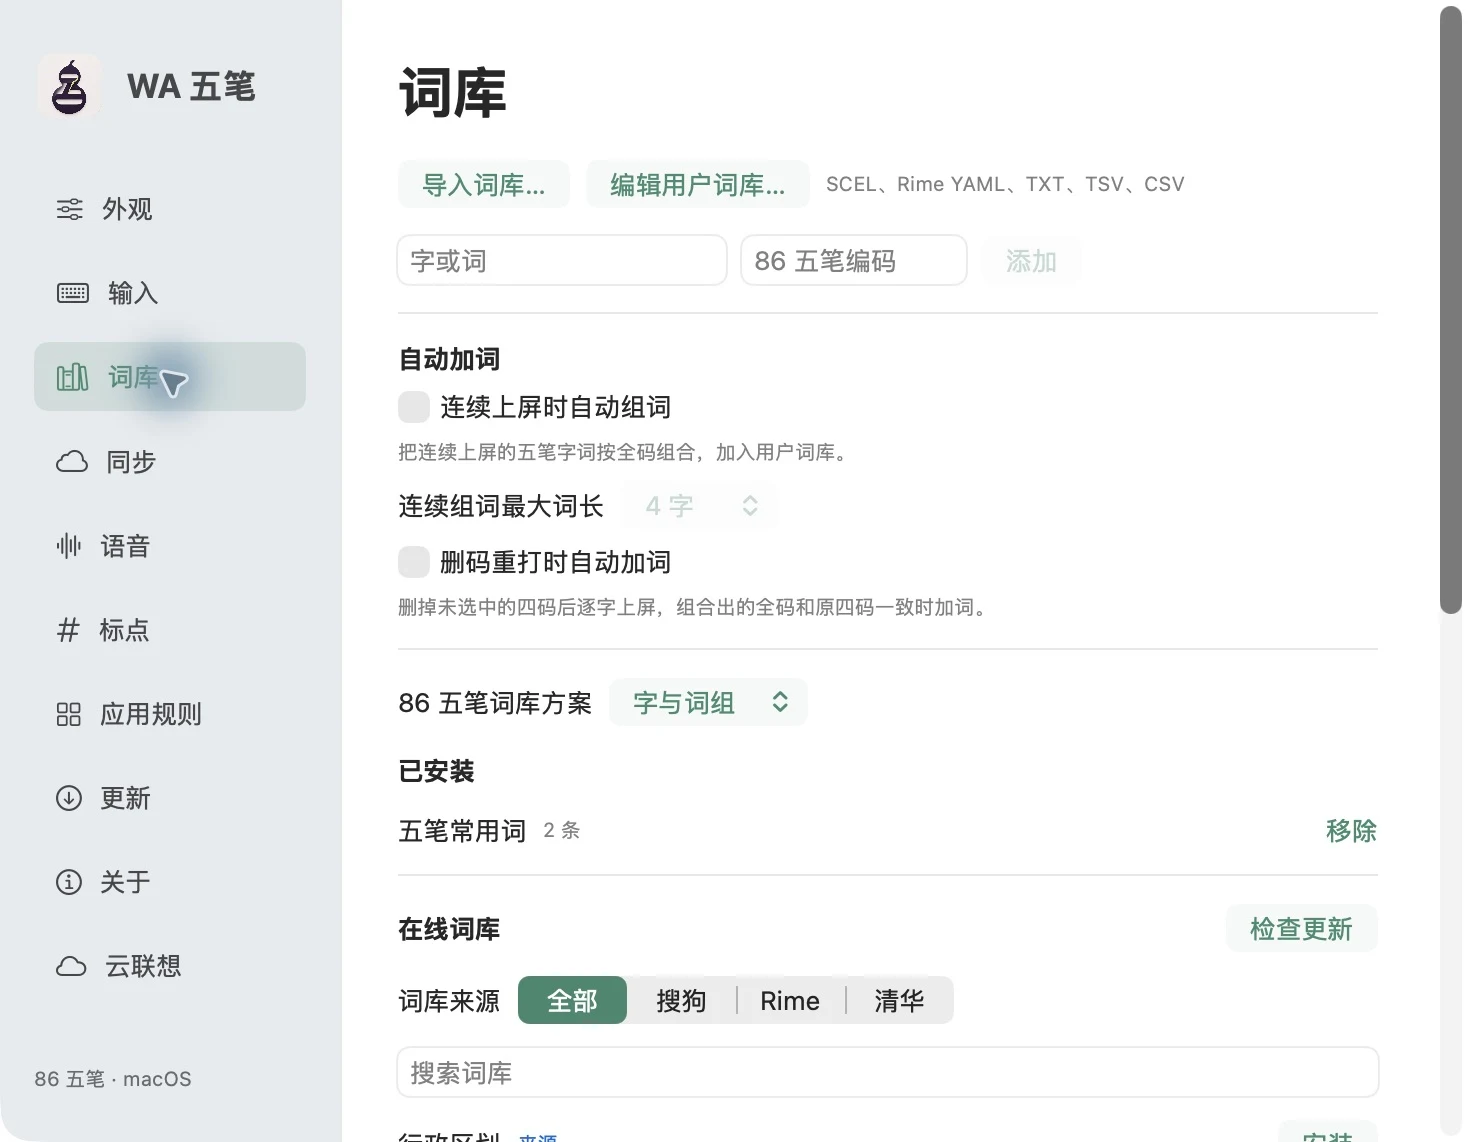 WA 五笔
外观
输入
词库
同步
语音
标点
应用规则
更新
关于
云联想
86 五笔 · macOS
词库
导入词库... 编辑用户词库... SCEL、Rime YAML、TXT、TSV、CSV
字或词 86 五笔编码 添加
自动加词
连续上屏时自动组词
把连续上屏的五笔字词按全码组合，加入用户词库。
连续组词最大词长 4 字
删码重打时自动加词
删掉未选中的四码后逐字上屏，组合出的全码和原四码一致时加词。
86 五笔词库方案 字与词组
已安装
五笔常用词 2 条 移除
在线词库 检查更新
词库来源 全部 搜狗 Rime 清华
搜索词库
行政区划 来源 安装